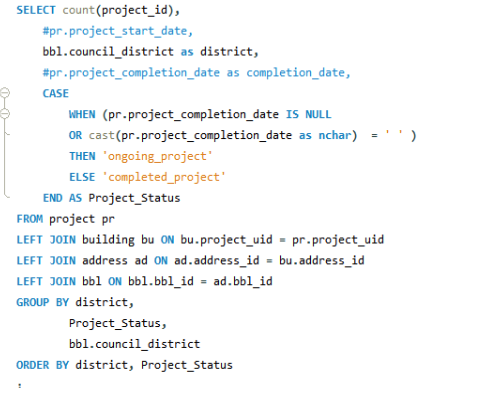 SELECT count(project_id),
#pr.project_start_date,
bbl.council_district as district,
#pr.project_completion_date as completion_date,
CASE
WHEN (pr.project_completion_date IS NULL
OR cast(pr.project_completion_date as nchar)  = ' ' )
THEN 'ongoing_project'
ELSE 'completed_project'
END AS Project_Status
FROM project pr
LEFT JOIN building bu ON bu.project_uid = pr.project_uid
LEFT JOIN address ad ON ad.address_id = bu.address_id
LEFT JOIN bbl ON bbl.bbl_id = ad.bbl_id
GROUP BY district,
Project_Status,
bbl.council_district
ORDER BY district, Project_Status
;